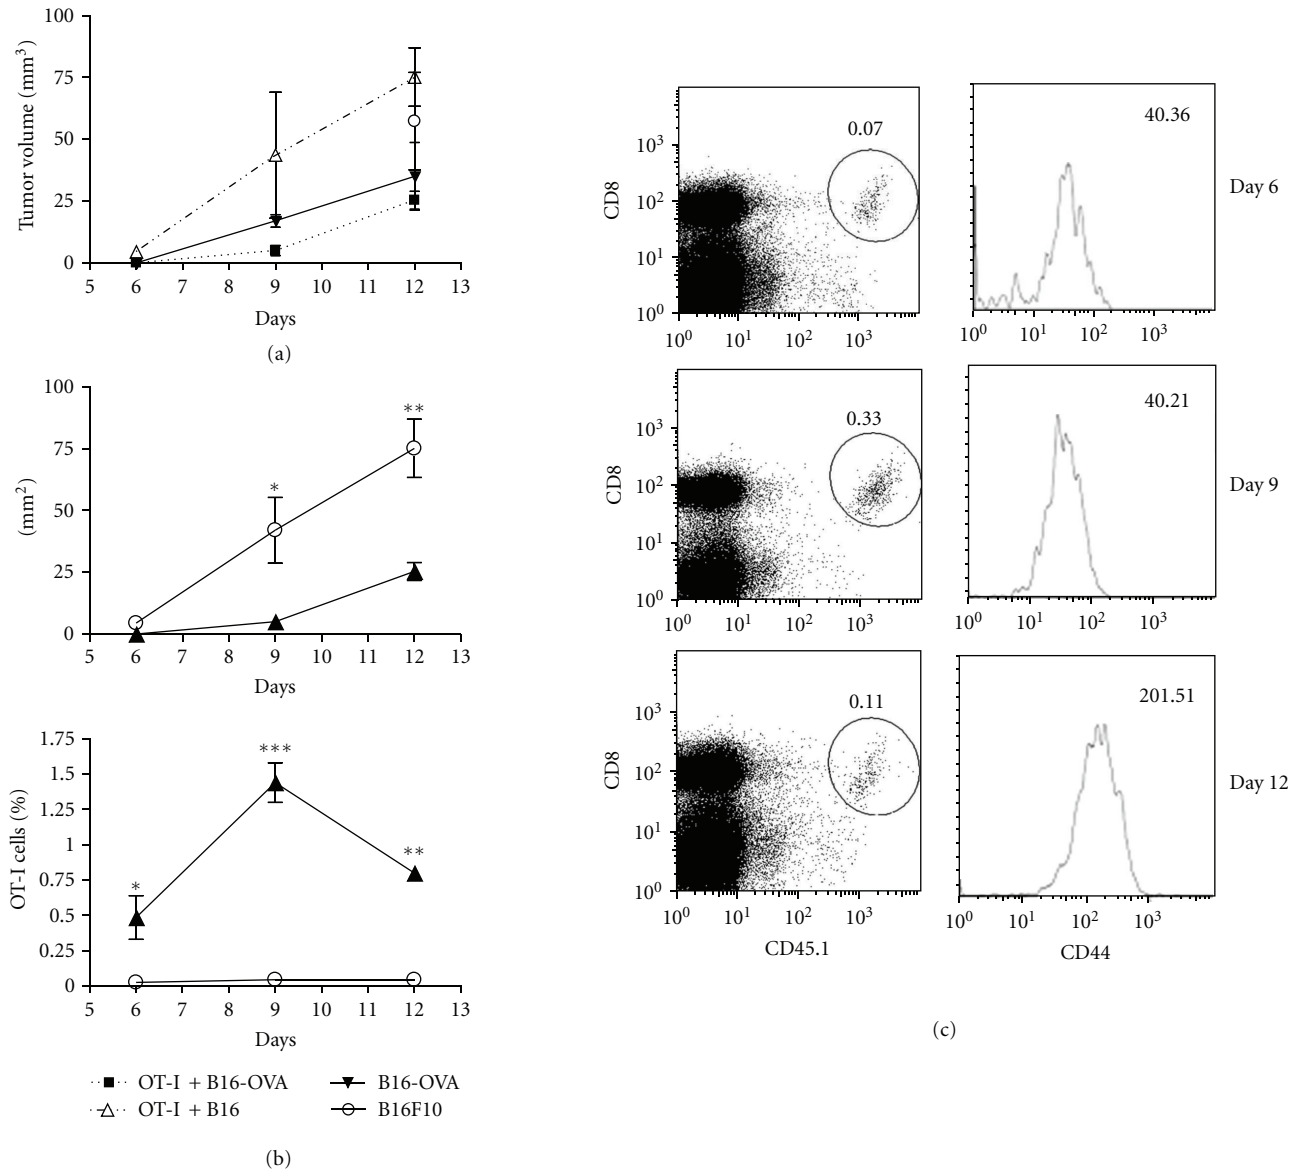 100
75
50
25
0
Tumor volume (mm³)
5 6 7 8 9 10 11 12 13
Days
(a)
100
75
50
25
0
(mm²)
*
**
5 6 7 8 9 10 11 12 13
Days
1.75
1.5
1.25
1
0.75
0.5
0.25
0
OT-I cells (%)
*
***
**
5 6 7 8 9 10 11 12 13
Days
OT-I + B16-OVA
B16-OVA
OT-I + B16
B16F10
(b)
CD8
10³
10²
10¹
10⁰
0.07
10⁰ 10¹ 10² 10³
40.36
10⁰ 10¹ 10² 10³
Day 6
CD8
10³
10²
10¹
10⁰
0.33
10⁰ 10¹ 10² 10³
40.21
10⁰ 10¹ 10² 10³
Day 9
CD8
10³
10²
10¹
10⁰
0.11
10⁰ 10¹ 10² 10³
CD45.1
201.51
10⁰ 10¹ 10² 10³
CD44
Day 12
(c)